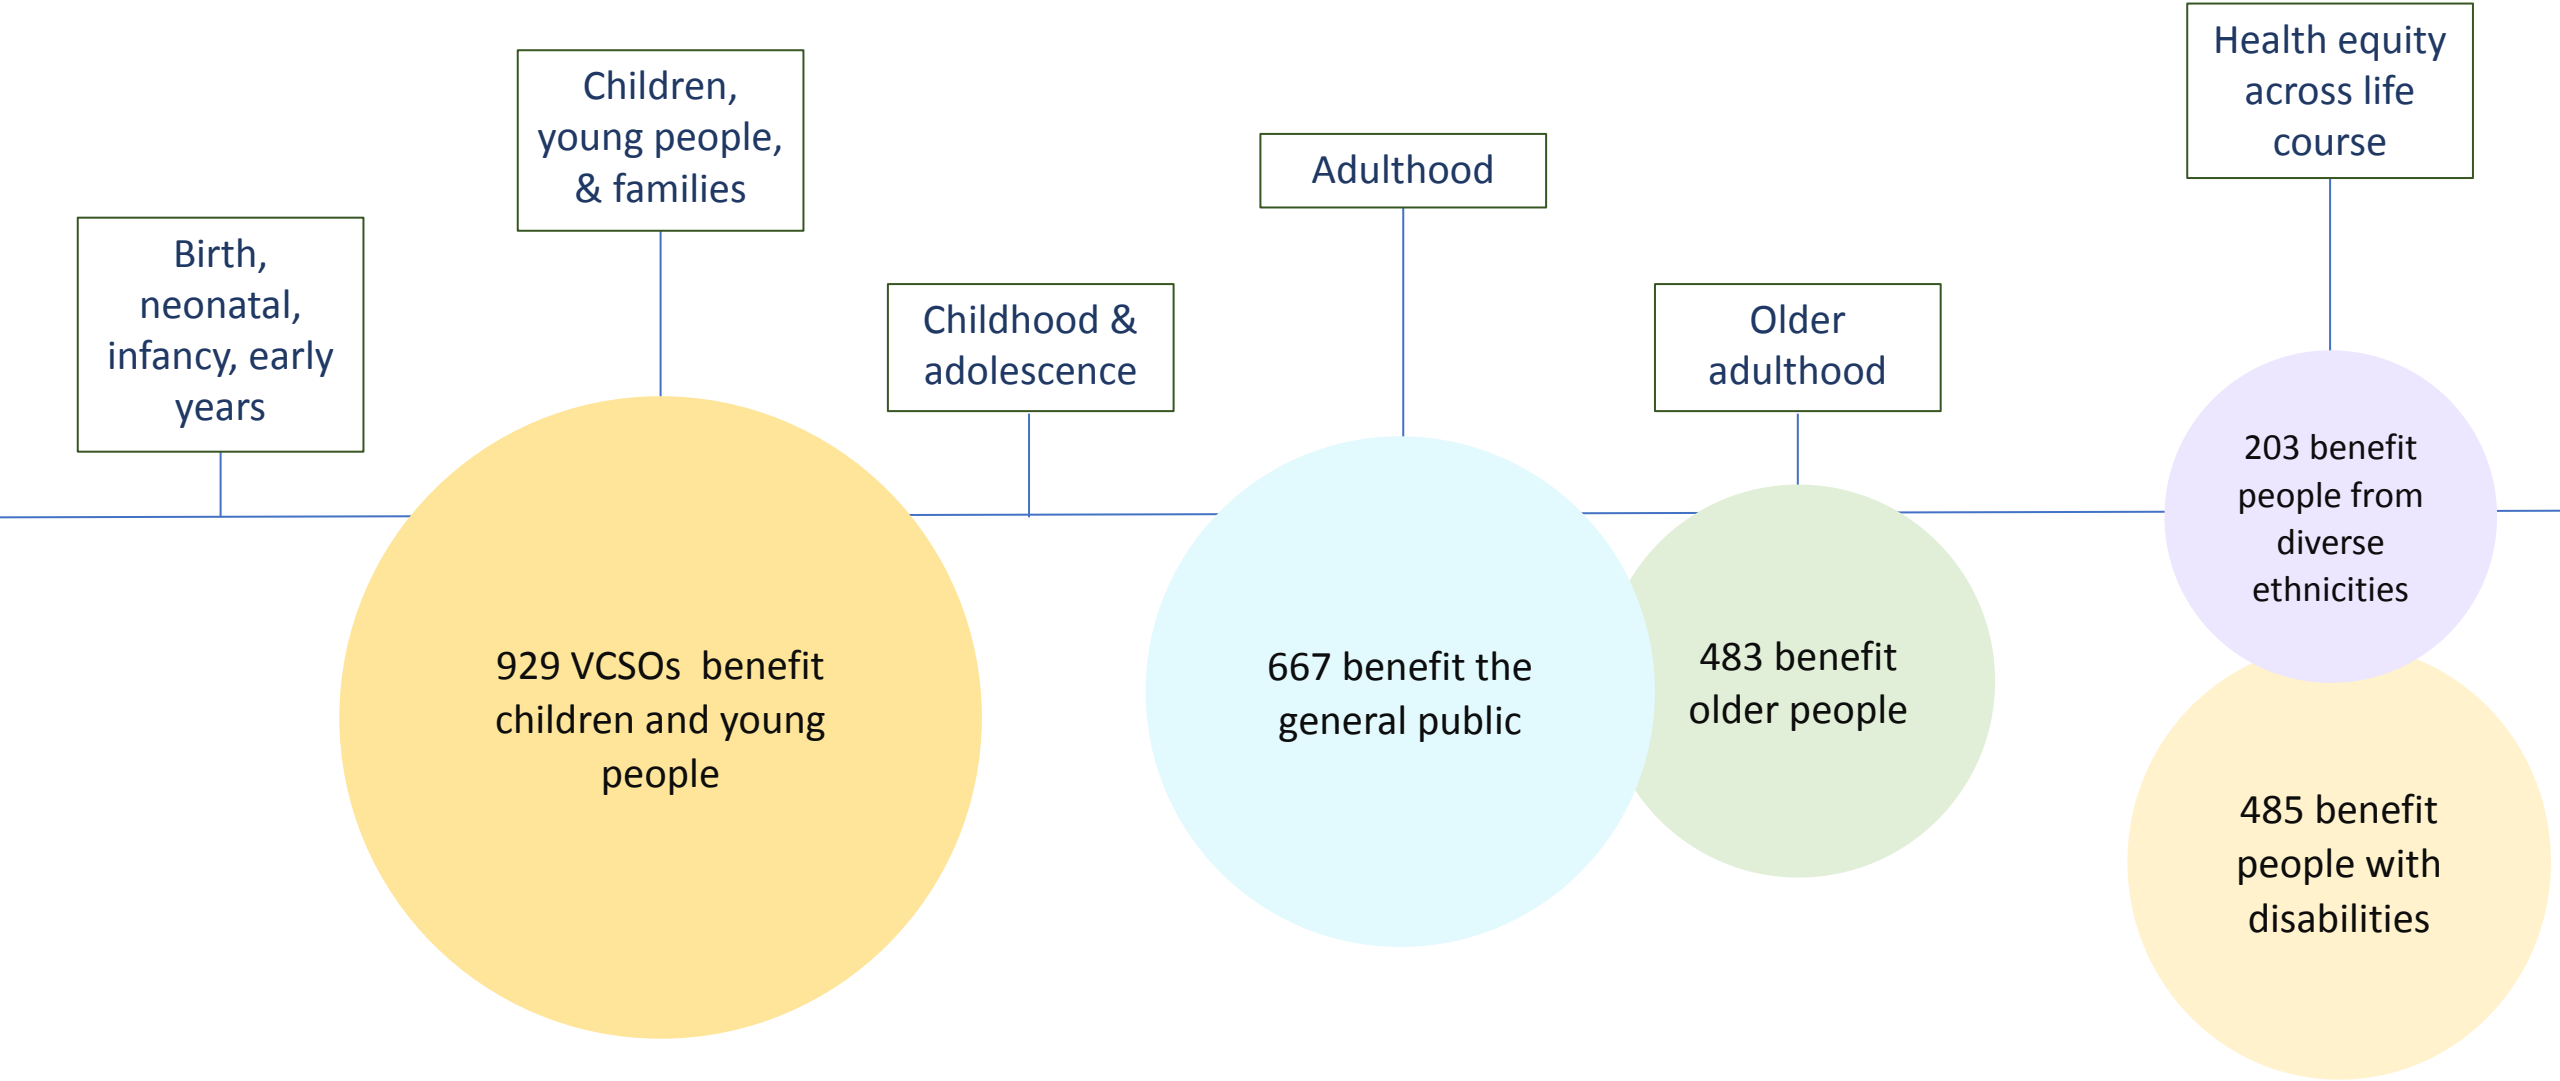 Birth,
neonatal,
infancy, early
years
Children,
young people,
& families
Childhood &
adolescence
Adulthood
Older
adulthood
Health equity
across life
course
929 VCSOs  benefit
children and young
people
667 benefit the
general public
483 benefit
older people
203 benefit
people from
diverse
ethnicities
485 benefit
people with
disabilities